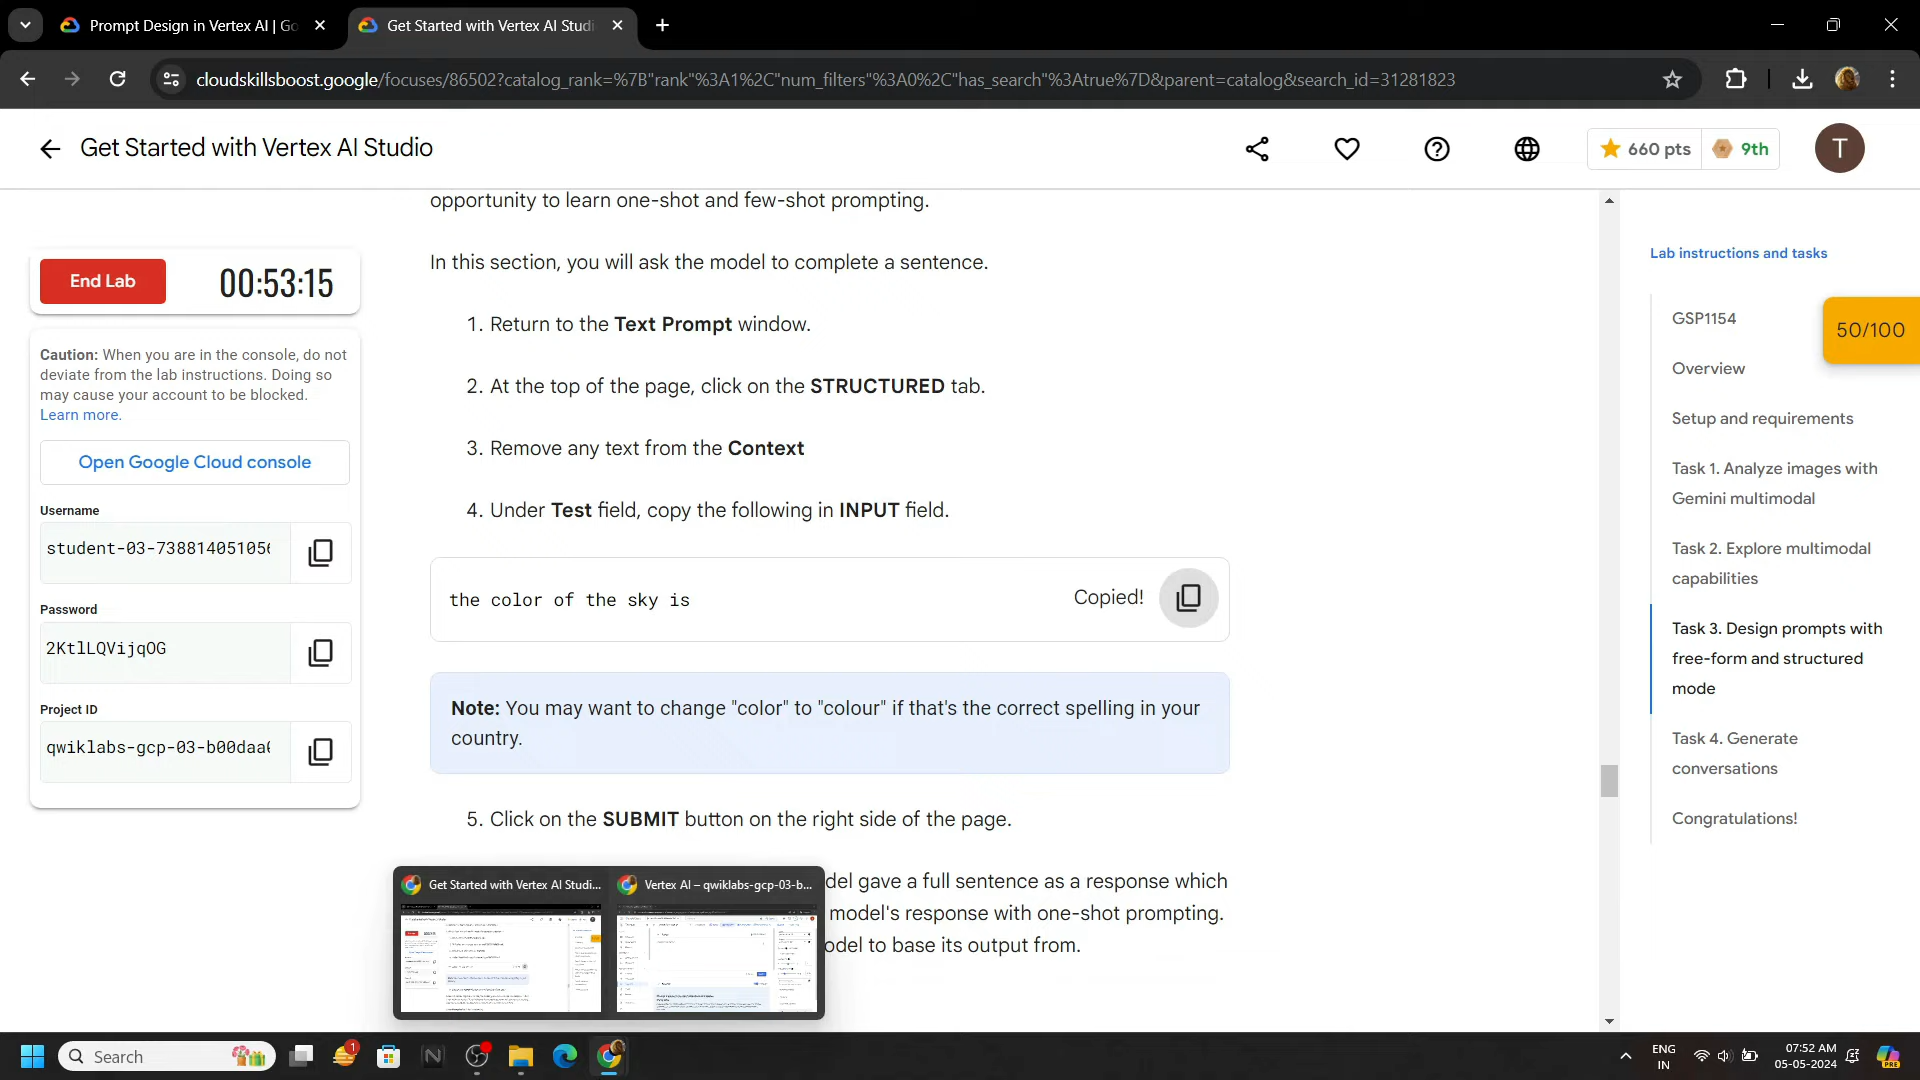 Prompt Design in Vertex AI | Go
Get Started with Vertex AI Studi
cloudskillsboost.google/focuses/86502?catalog_rank=%7B"rank"%3A1%2C"num_filters"%3A0%2C"has_search"%3Atrue%7D&parent=catalog&search_id=31281823
Get Started with Vertex AI Studio
660 pts
9th
T
opportunity to learn one-shot and few-shot prompting.
In this section, you will ask the model to complete a sentence.
1. Return to the Text Prompt window.
2. At the top of the page, click on the STRUCTURED tab.
3. Remove any text from the Context
4. Under Test field, copy the following in INPUT field.
the color of the sky is
Copied!
Note: You may want to change "color" to "colour" if that's the correct spelling in your
country.
5. Click on the SUBMIT button on the right side of the page.
del gave a full sentence as a response which
model's response with one-shot prompting.
odel to base its output from.
End Lab
00:53:15
Caution: When you are in the console, do not
deviate from the lab instructions. Doing so
may cause your account to be blocked.
Learn more.
Open Google Cloud console
Username
student-03-73881405105
Password
2KtlLQVijqOG
Project ID
qwiklabs-gcp-03-b00daa
Lab instructions and tasks
GSP1154
50/100
Overview
Setup and requirements
Task 1. Analyze images with
Gemini multimodal
Task 2. Explore multimodal
capabilities
Task 3. Design prompts with
free-form and structured
mode
Task 4. Generate
conversations
Congratulations!
Get Started with Vertex AI Studi...
Vertex AI – qwiklabs-gcp-03-b...
Search
1
ENG
IN
07:52 AM
05-05-2024
PRE